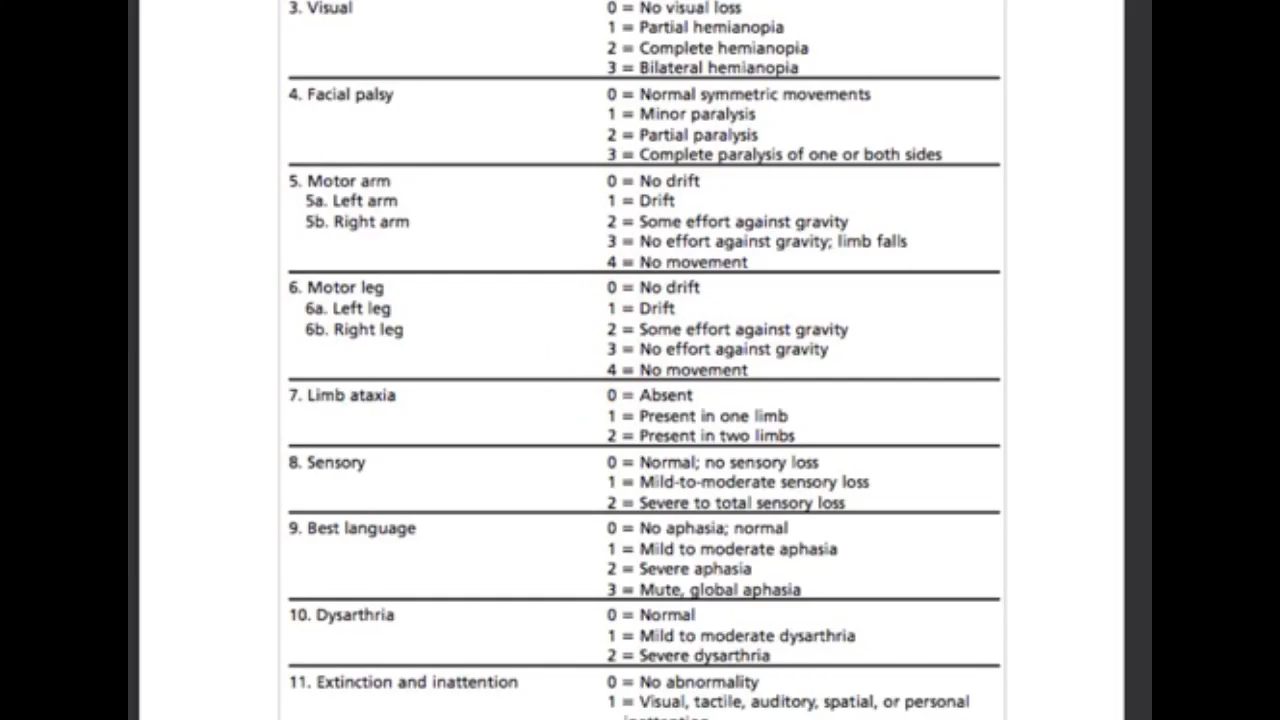 3. Visual 0 = No visual loss
1 = Partial hemianopia
2 = Complete hemianopia
3 = Bilateral hemianopia
4. Facial palsy 0 = Normal symmetric movements
1 = Minor paralysis
2 = Partial paralysis
3 = Complete paralysis of one or both sides
5. Motor arm 0 = No drift
5a. Left arm 1 = Drift
5b. Right arm 2 = Some effort against gravity
3 = No effort against gravity; limb falls
4 = No movement
6. Motor leg 0 = No drift
6a. Left leg 1 = Drift
6b. Right leg 2 = Some effort against gravity
3 = No effort against gravity
4 = No movement
7. Limb ataxia 0 = Absent
1 = Present in one limb
2 = Present in two limbs
8. Sensory 0 = Normal; no sensory loss
1 = Mild-to-moderate sensory loss
2 = Severe to total sensory loss
9. Best language 0 = No aphasia; normal
1 = Mild to moderate aphasia
2 = Severe aphasia
3 = Mute, global aphasia
10. Dysarthria 0 = Normal
1 = Mild to moderate dysarthria
2 = Severe dysarthria
11. Extinction and inattention 0 = No abnormality
1 = Visual, tactile, auditory, spatial, or personal